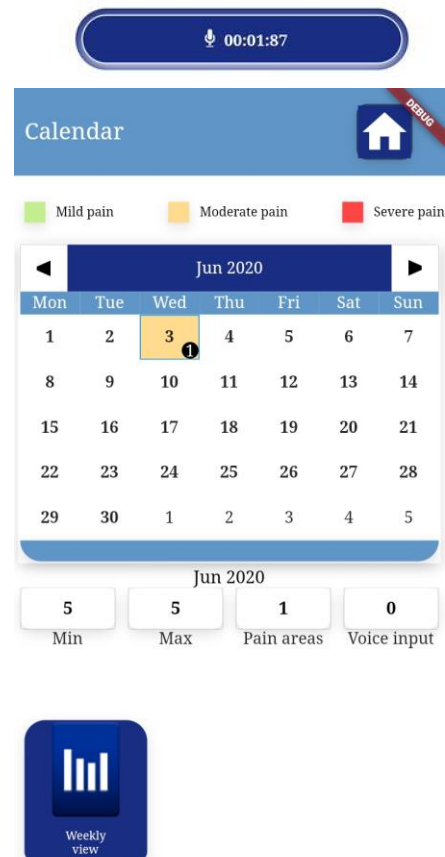 00:01:87
Calendar
DEBUG
Mild pain Moderate pain Severe pain
Jun 2020
Mon Tue Wed Thu Fri Sat Sun
1 2 3 4 5 6 7
1
8 9 10 11 12 13 14
15 16 17 18 19 20 21
22 23 24 25 26 27 28
29 30 1 2 3 4 5
Jun 2020
5 5 1 0
Min Max Pain areas Voice input
Weekly
view